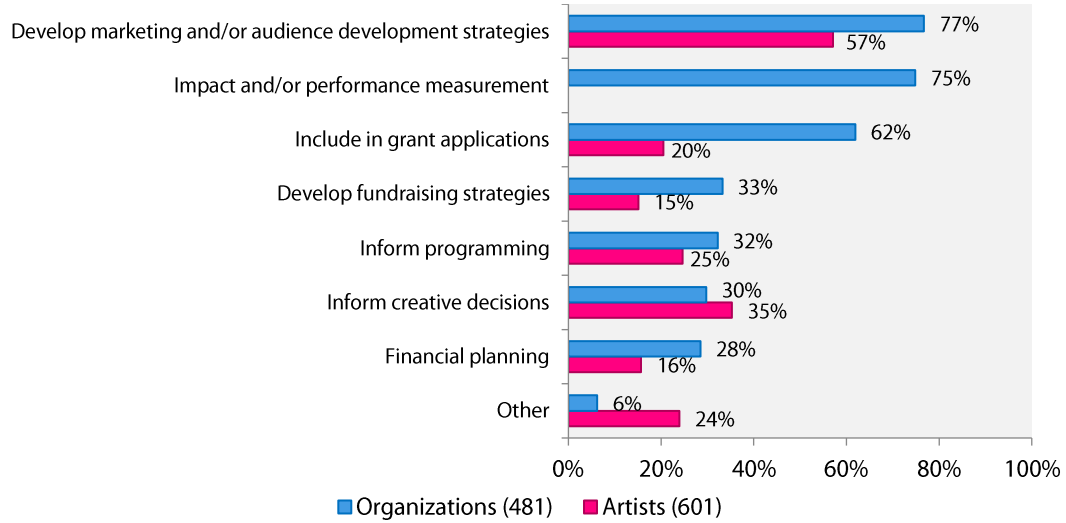 Develop marketing and/or audience development strategies
77%
57%
Impact and/or performance measurement
75%
Include in grant applications
62%
20%
Develop fundraising strategies
33%
15%
Inform programming
32%
25%
Inform creative decisions
30%
35%
Financial planning
28%
16%
Other
6%
24%
0% 20% 40% 60% 80% 100%
Organizations (481) Artists (601)